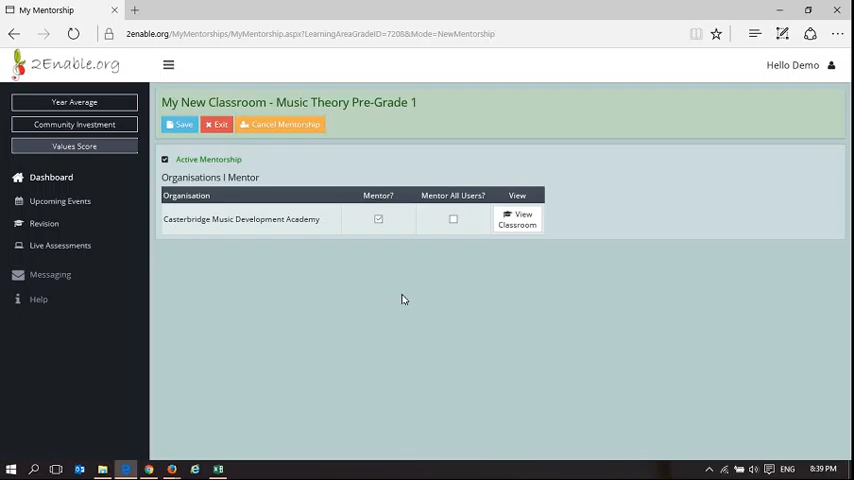 My Mentorship
2enable.org/MyMentorships/MyMentorship.aspx?LearningAreaGradeID=7208&Mode=NewMentorship
2Enable.org
Hello Demo
Year Average
Community Investment
Values Score
Dashboard
Upcoming Events
Revision
Live Assessments
Messaging
Help
My New Classroom - Music Theory Pre-Grade 1
Save Exit Cancel Mentorship
Active Mentorship
Organisations I Mentor
Organisation Mentor? Mentor All Users? View
Casterbridge Music Development Academy View
Classroom
ENG 8:39 PM